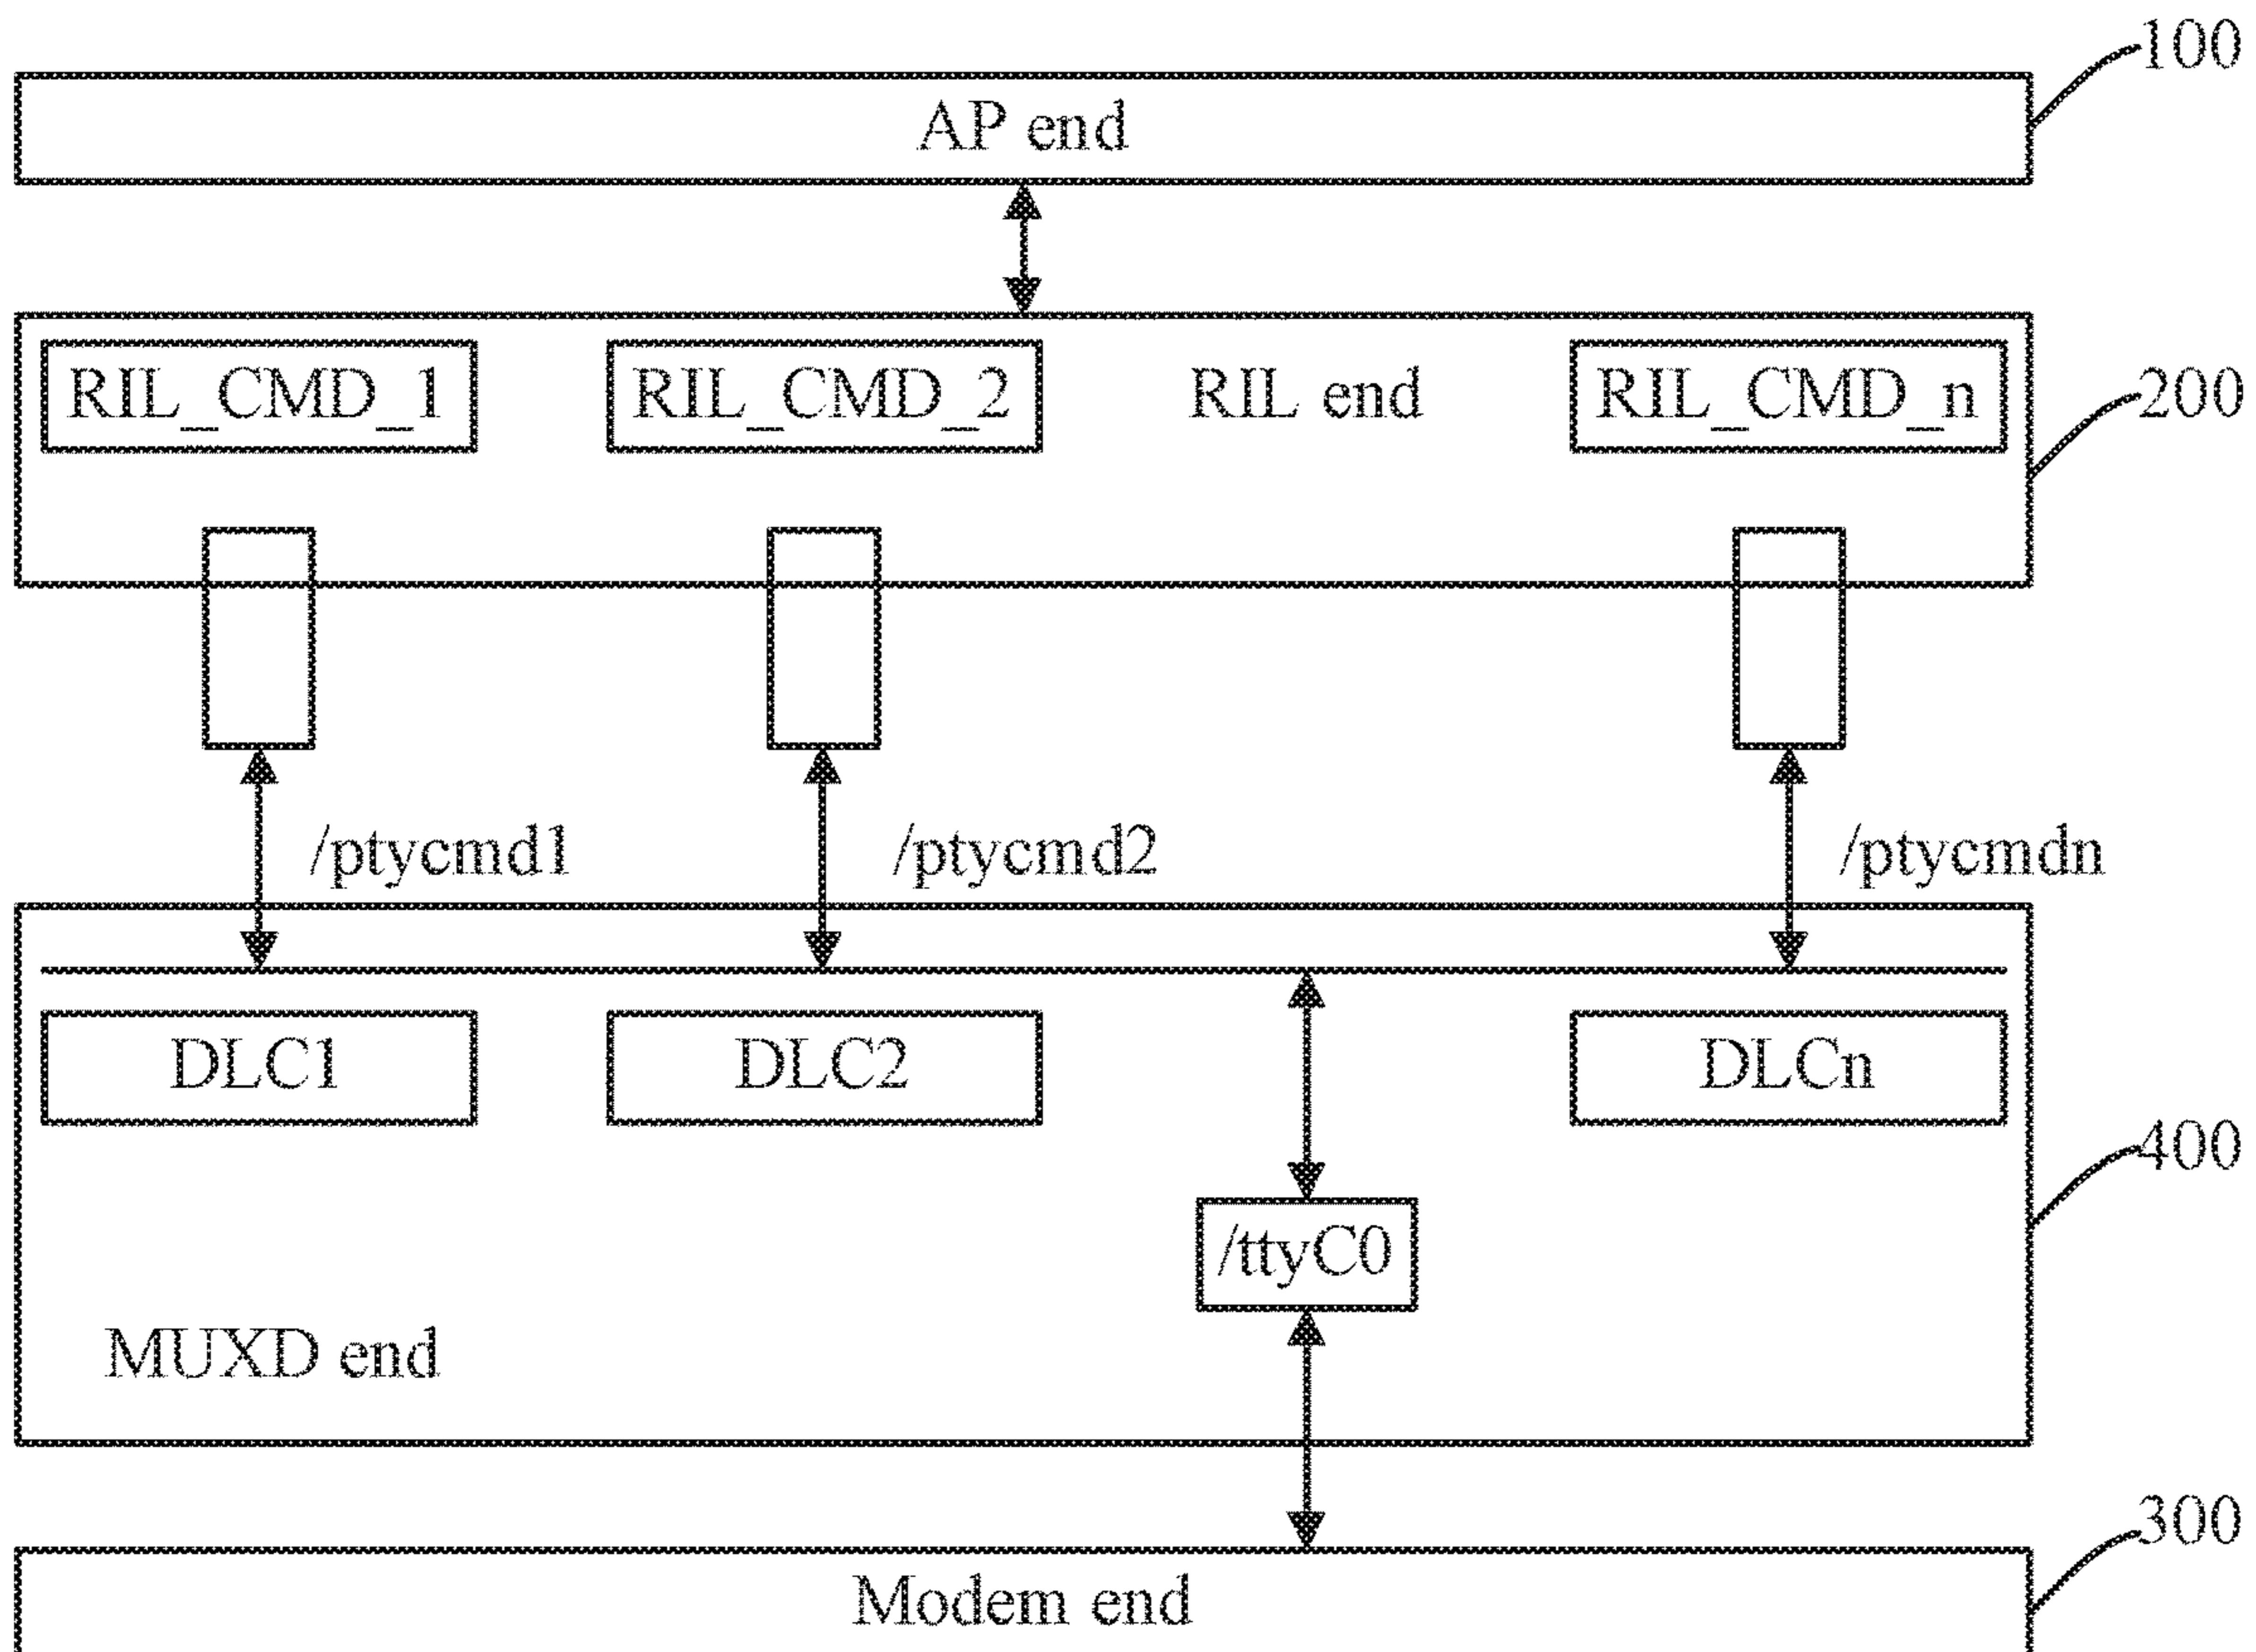 100
AP end
RIL_CMD_1
RIL_CMD_2
RIL end
RIL_CMD_n
200
/ptycmd1
/ptycmd2
/ptycmdn
DLC1
DLC2
DLCn
400
/ttyC0
MUXD end
300
Modem end